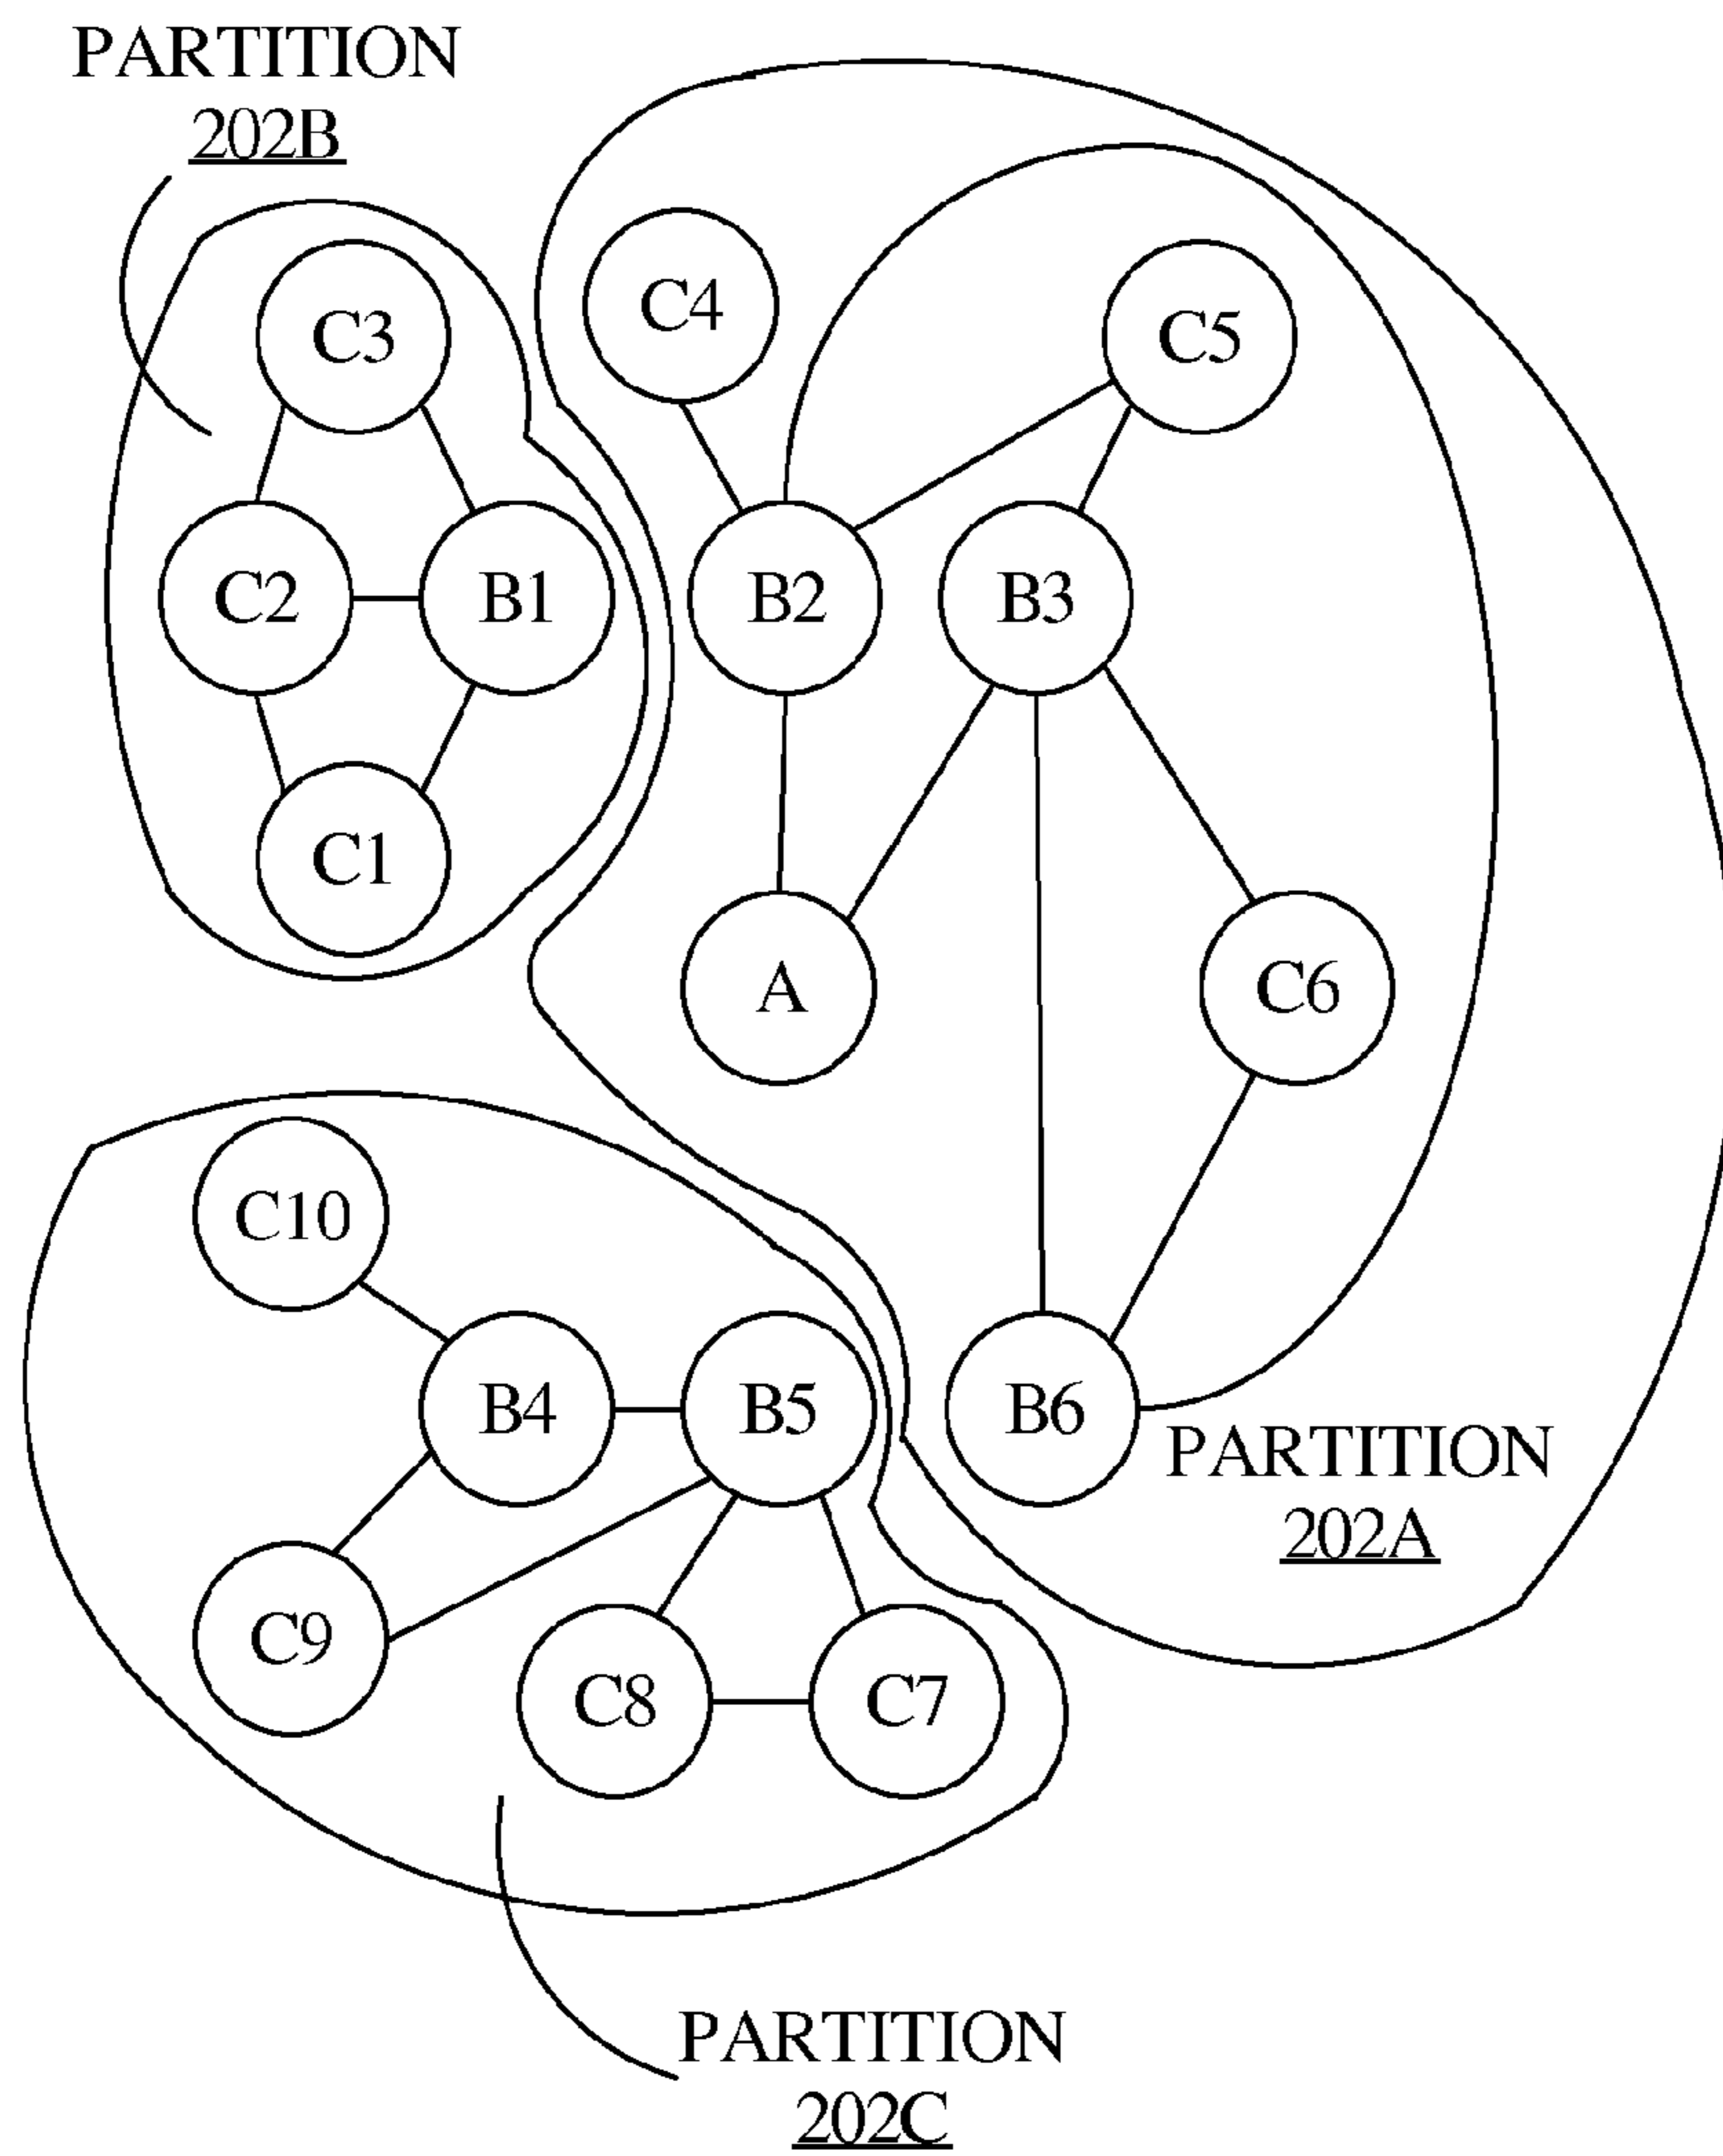 PARTITION
202B
C4
C3
C5
C2
B1
B2
B3
C1
A
C6
C10
B4
B5
B6
PARTITION
202A
C9
C8
C7
PARTITION
202C